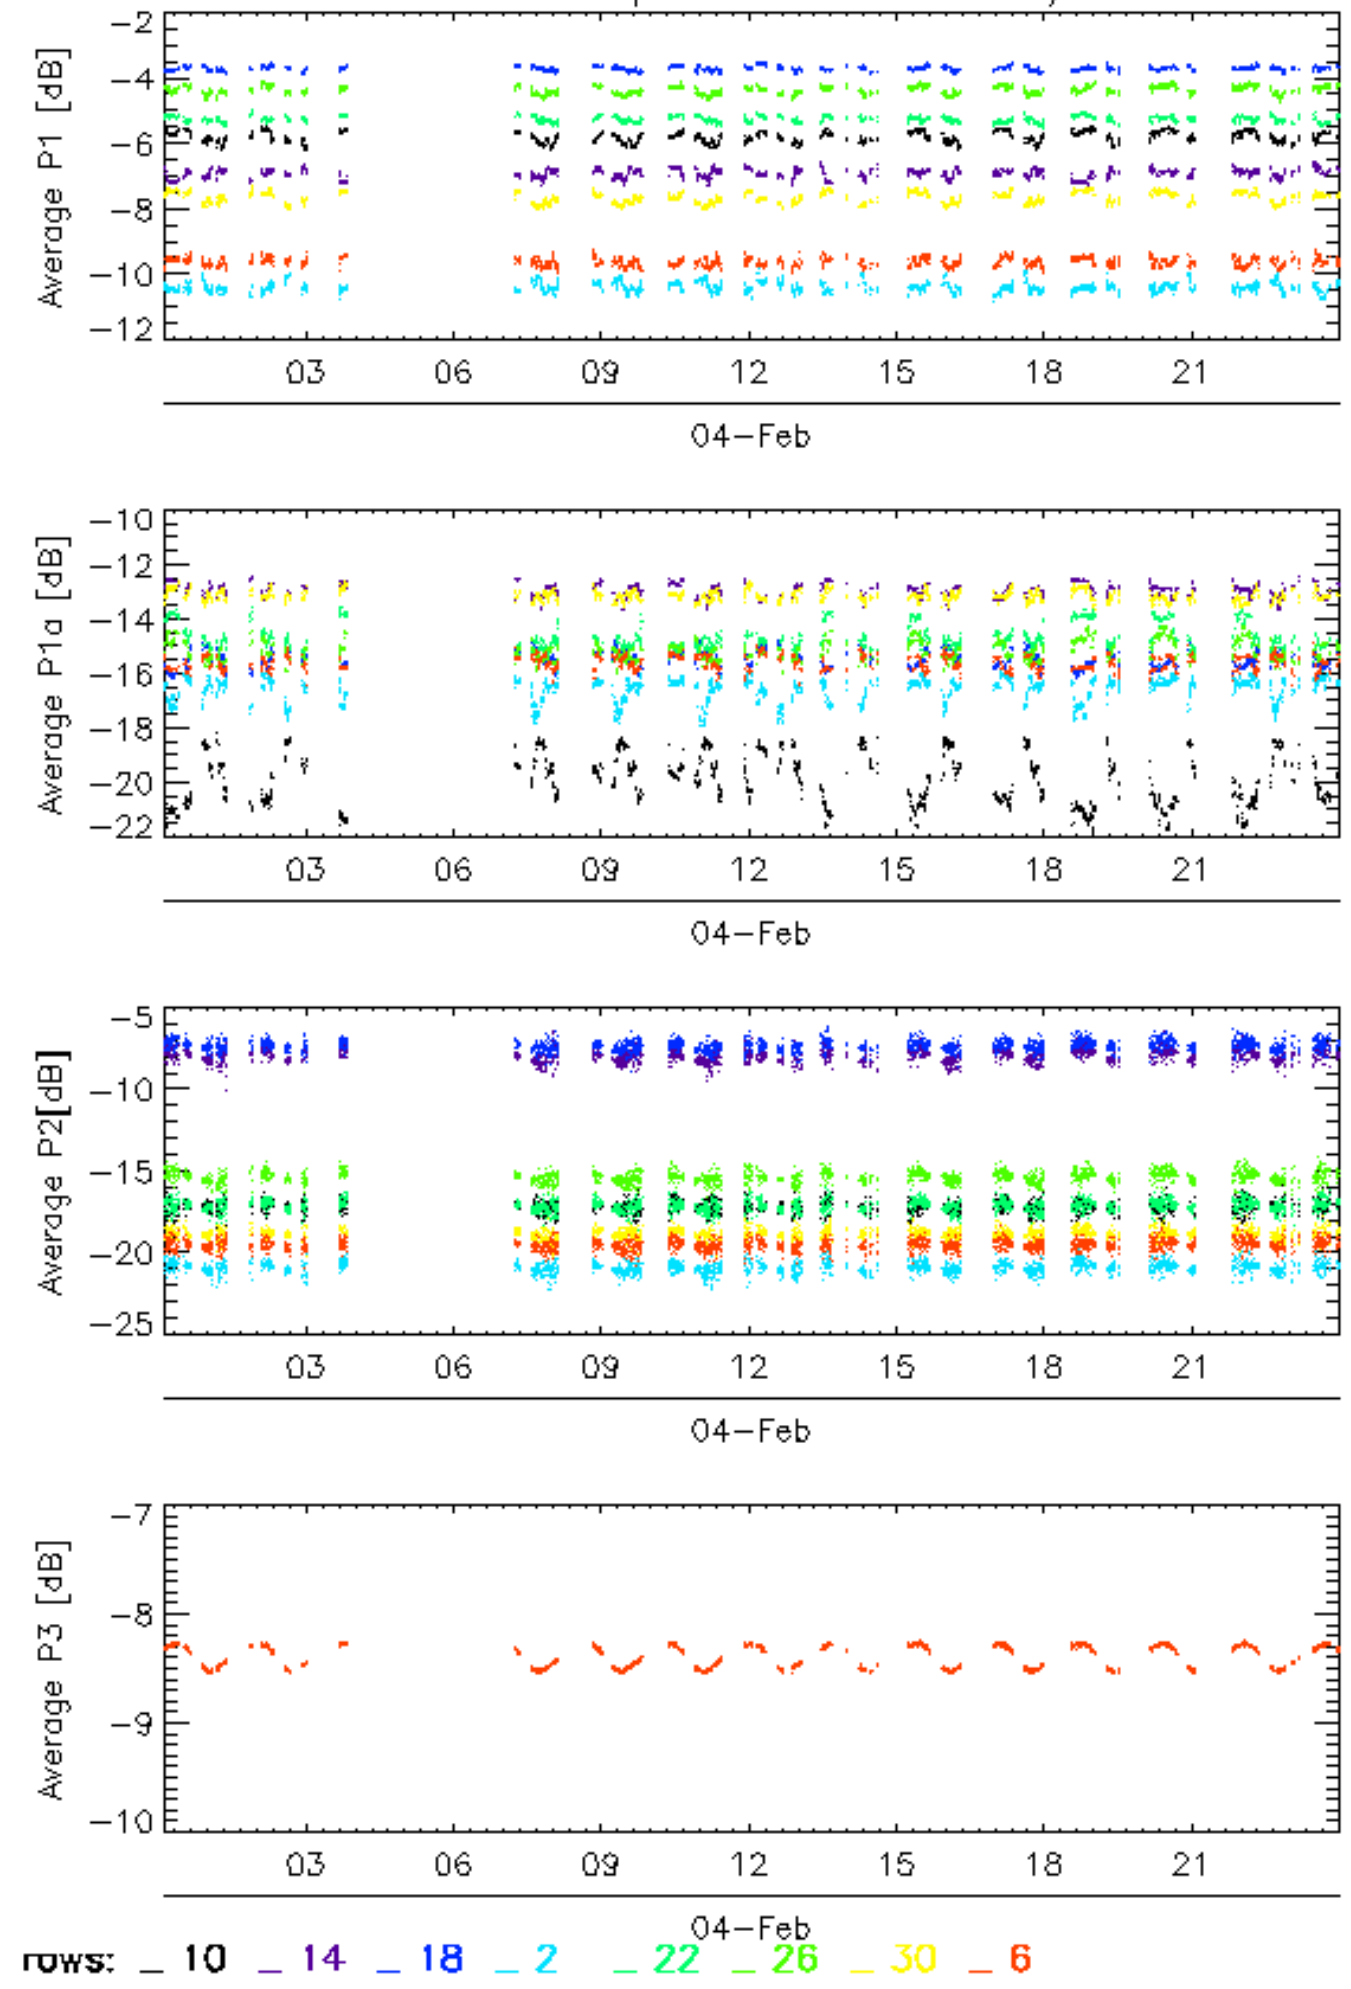 Average P1 [dB]
−2
−4
−6
−8
−10
−12
03 06 09 12 15 18 21
04−Feb
Average P1a [dB]
−10
−12
−14
−16
−18
−20
−22
03 06 09 12 15 18 21
04−Feb
Average P2[dB]
−5
−10
−15
−20
−25
03 06 09 12 15 18 21
04−Feb
Average P3 [dB]
−7
−8
−9
−10
03 06 09 12 15 18 21
04−Feb
rows: _ 10 _ 14 _ 18 _ 2 _ 22 _ 26 _ 30 _ 6